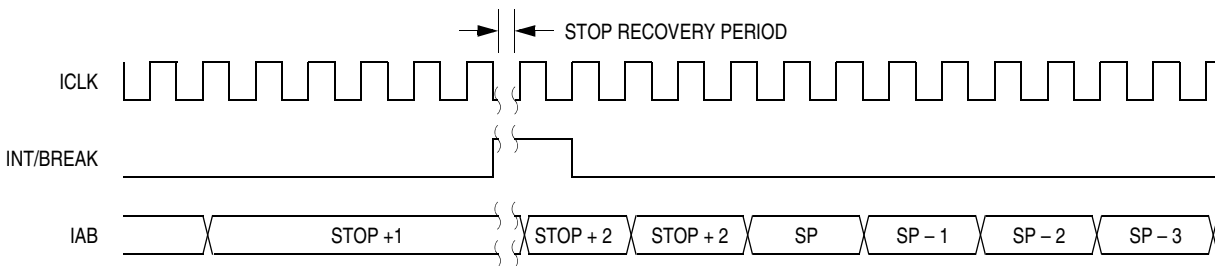 STOP RECOVERY PERIOD
ICLK
INT/BREAK
IAB STOP +1 STOP + 2 STOP + 2 SP SP – 1 SP – 2 SP – 3